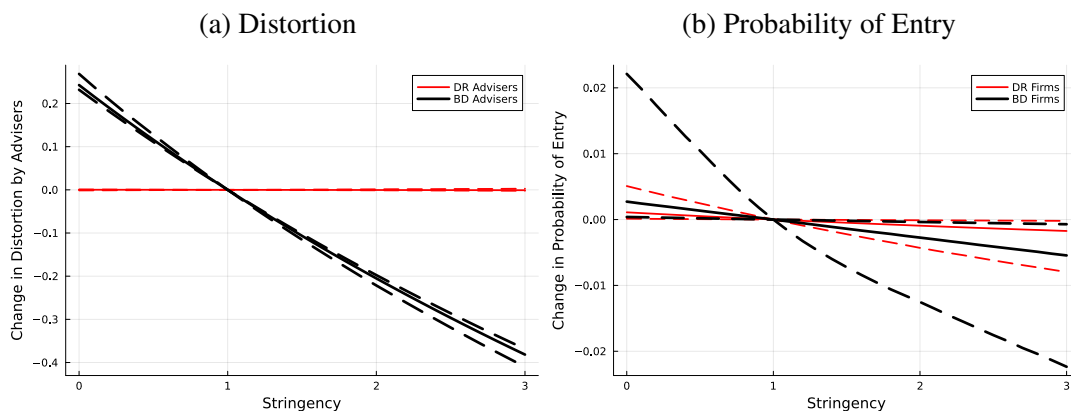 (a) Distortion
Change in Distortion by Advisers
0.2
0.1
0.0
−0.1
−0.2
−0.3
−0.4
0
1
2
3
Stringency
DR Advisers
BD Advisers
(b) Probability of Entry
Change in Probability of Entry
0.02
0.01
0.00
−0.01
−0.02
0
1
2
3
Stringency
DR Firms
BD Firms